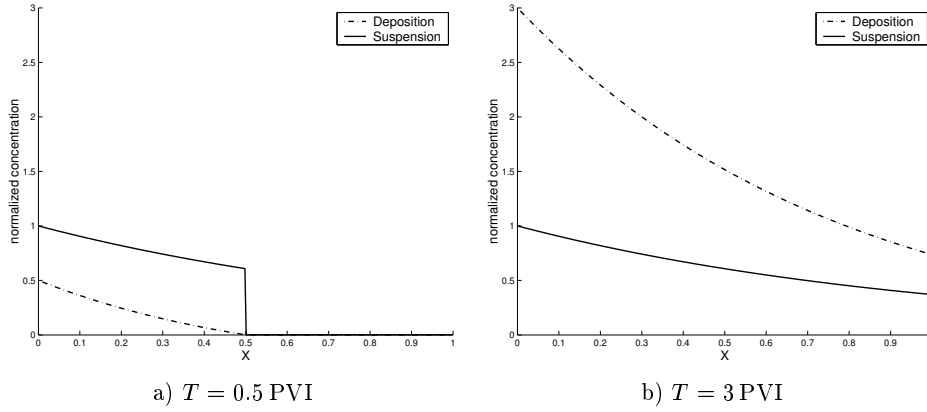 3
2.5
2
1.5
1
0.5
0
normalized concentration
Deposition
Suspension
0 0.1 0.2 0.3 0.4 0.5 0.6 0.7 0.8 0.9 1
X
a) T = 0.5 PVI
3
2.5
2
1.5
1
0.5
0
normalized concentration
Deposition
Suspension
0 0.1 0.2 0.3 0.4 0.5 0.6 0.7 0.8 0.9
X
b) T = 3 PVI